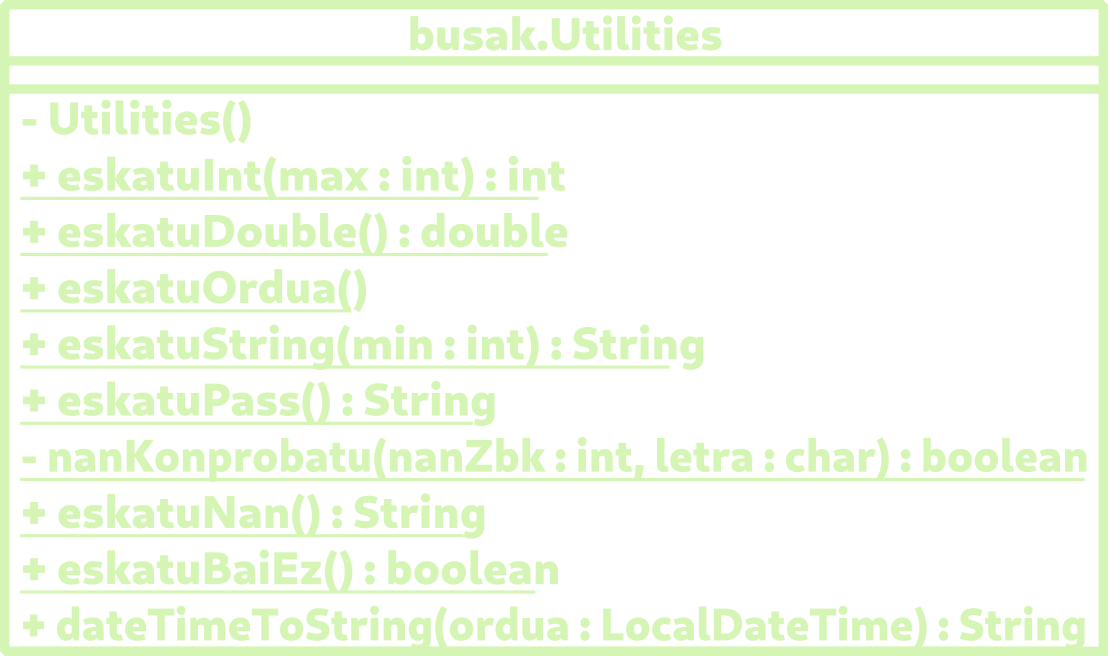 busak.Utilities
- Utilities()
+ eskatuInt(max : int) : int
+ eskatuDouble() : double
+ eskatuOrdua()
+ eskatuString(min : int) : String
+ eskatuPass() : String
- nanKonprobatu(nanZbk : int, letra : char) : boolean
+ eskatuNan() : String
+ eskatuBaiEz() : boolean
+ dateTimeToString(ordua : LocalDateTime) : String